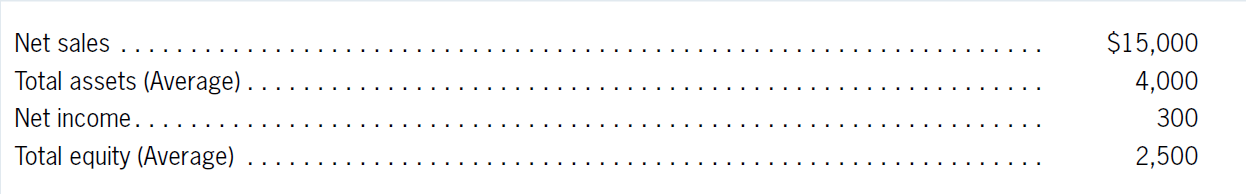 Net sales . . . . . . . . . . . . . . . . . . . . . . . . . . . . . . . . . . . . . . . . . . . . . . . . . . . . . . . . . . . . . . . . . . $15,000
Total assets (Average) . . . . . . . . . . . . . . . . . . . . . . . . . . . . . . . . . . . . . . . . . . . . . . . . . . . . . . . . . 4,000
Net income. . . . . . . . . . . . . . . . . . . . . . . . . . . . . . . . . . . . . . . . . . . . . . . . . . . . . . . . . . . . . . . . . 300
Total equity (Average) . . . . . . . . . . . . . . . . . . . . . . . . . . . . . . . . . . . . . . . . . . . . . . . . . . . . . . . . . 2,500